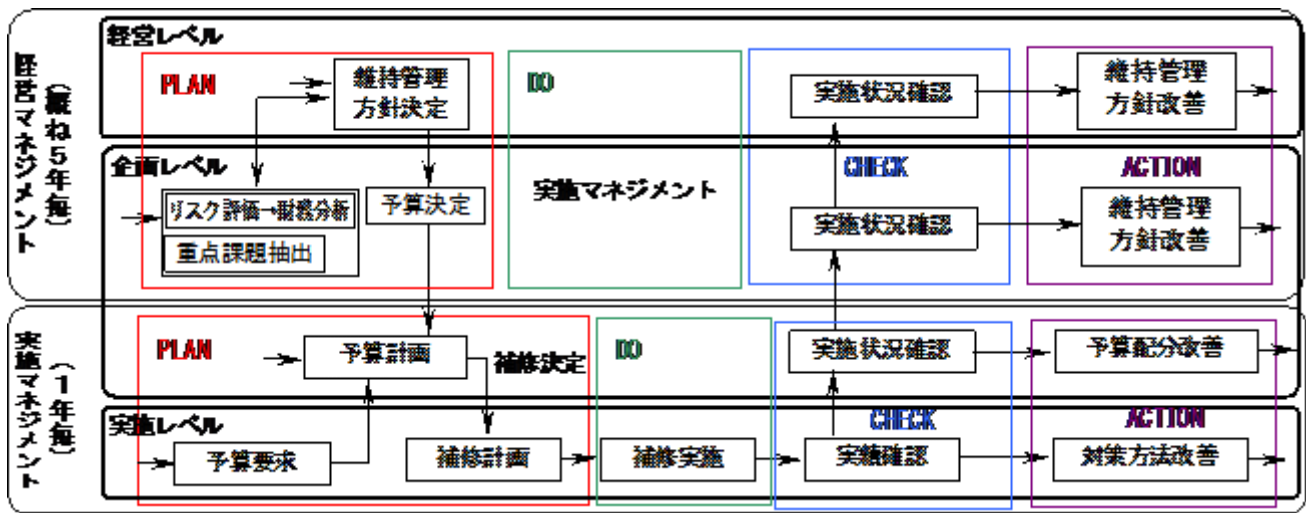 経営マネジメント
（概ね5年毎）
経営レベル
PLAN
維持管理
方針決定
DO
実施状況確認
維持管理
方針改善
企画レベル
リスク評価→財務分析
重点課題抽出
予算決定
実施マネジメント
CHECK
実施状況確認
ACTION
維持管理
方針改善
実施マネジメント
（1年毎）
PLAN
予算計画
補修決定
DO
実施状況確認
予算配分改善
実施レベル
予算要求
補修計画
補修実施
CHECK
実績確認
ACTION
対策方法改善